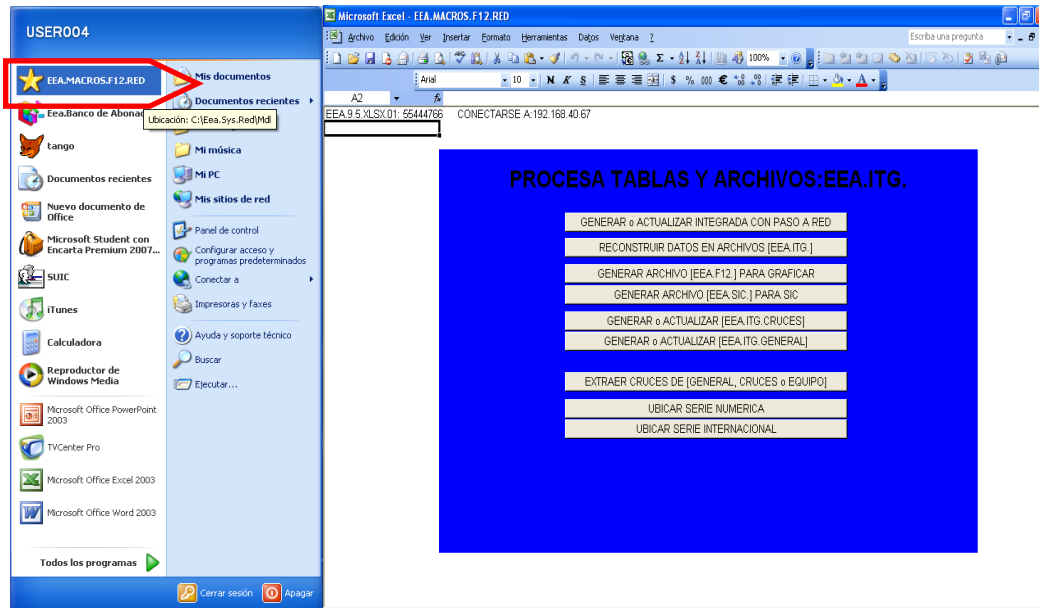 USER004
EEA.MACROS.F12.RED
Eea.Banco de Abona
Ubicación: C:\Eea.Sys.Red\Mdl
tango
Documentos recientes
Nuevo documento de
Office
Microsoft Student con
Encarta Premium 2007...
SUIC
iTunes
Calculadora
Reproductor de
Windows Media
Microsoft Office PowerPoint
2003
TVCenter Pro
Microsoft Office Excel 2003
Microsoft Office Word 2003
Todos los programas
Mis documentos
Documentos recientes
Mi música
Mi PC
Mis sitios de red
Panel de control
Configurar acceso y
programas predeterminados
Conectar a
Impresoras y faxes
Ayuda y soporte técnico
Buscar
Ejecutar...
Cerrar sesión
Apagar
Microsoft Excel - EEA.MACROS.F12.RED
Archivo Edición Ver Insertar Formato Herramientas Datos Ventana ?
Escriba una pregunta
100%
Arial 10 N K S $ % 000 €
A2 fx
EEA.9.5.XLSX.01: 55444766 CONECTARSE A:192.168.40.67
PROCESA TABLAS Y ARCHIVOS:EEA.ITG.
GENERAR o ACTUALIZAR INTEGRADA CON PASO A RED
RECONSTRUIR DATOS EN ARCHIVOS [EEA.ITG.]
GENERAR ARCHIVO [EEA.F12.] PARA GRAFICAR
GENERAR ARCHIVO [EEA.SIC.] PARA SIC
GENERAR o ACTUALIZAR [EEA.ITG.CRUCES]
GENERAR o ACTUALIZAR [EEA.ITG.GENERAL]
EXTRAER CRUCES DE [GENERAL, CRUCES o EQUIPO]
UBICAR SERIE NUMERICA
UBICAR SERIE INTERNACIONAL